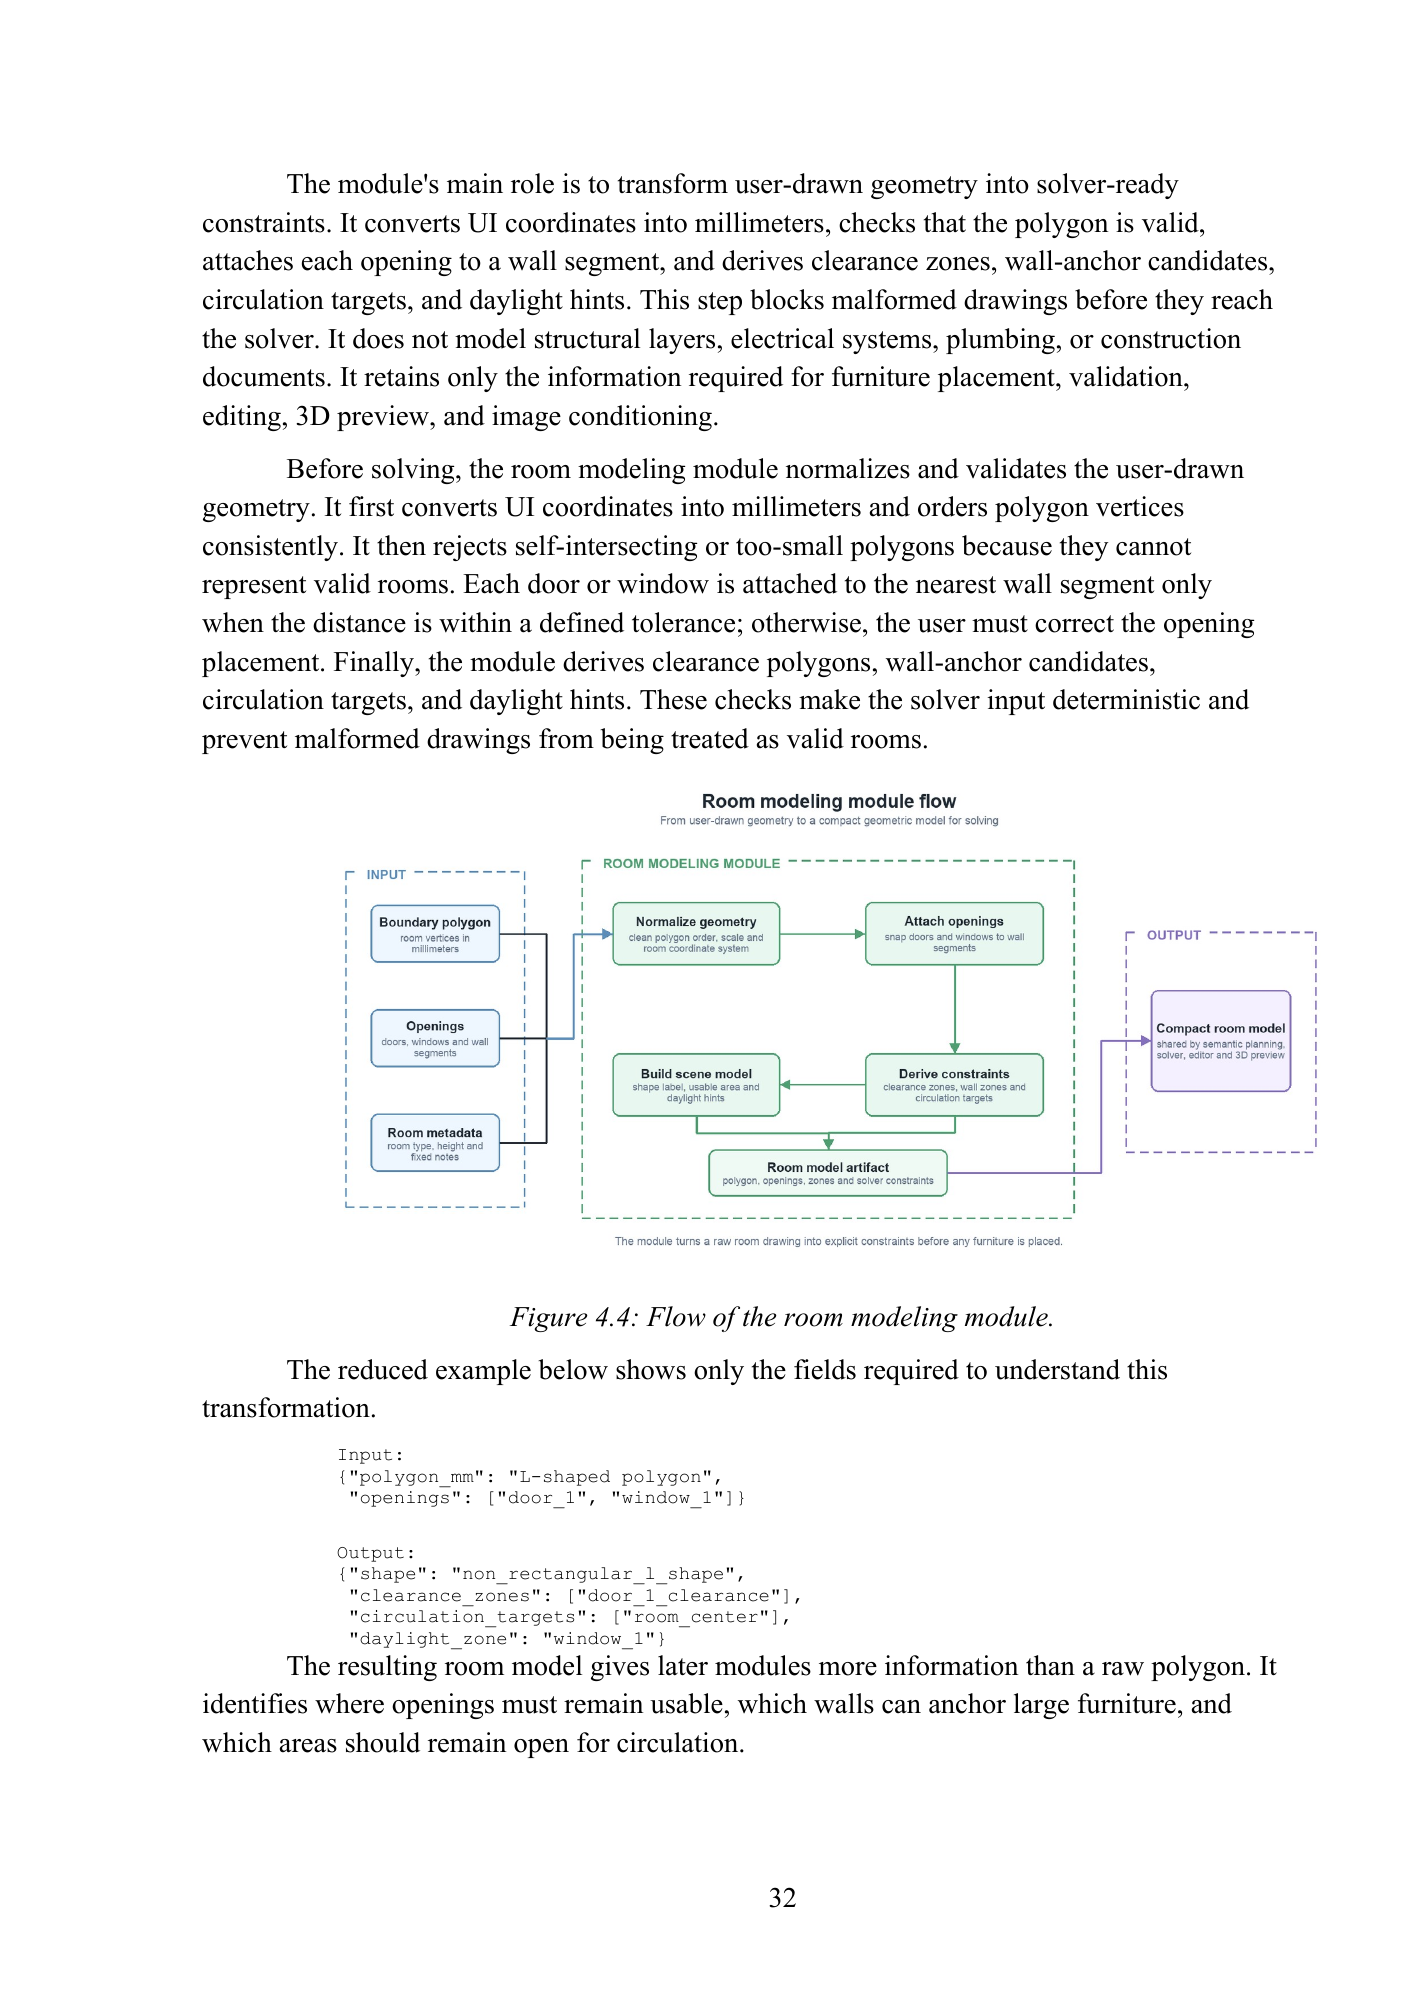 The module's main role is to transform user-drawn geometry into solver-ready
constraints. It converts UI coordinates into millimeters, checks that the polygon is valid,
attaches each opening to a wall segment, and derives clearance zones, wall-anchor candidates,
circulation targets, and daylight hints. This step blocks malformed drawings before they reach
the solver. It does not model structural layers, electrical systems, plumbing, or construction
documents. It retains only the information required for furniture placement, validation,
editing, 3D preview, and image conditioning.
Before solving, the room modeling module normalizes and validates the user-drawn
geometry. It first converts UI coordinates into millimeters and orders polygon vertices
consistently. It then rejects self-intersecting or too-small polygons because they cannot
represent valid rooms. Each door or window is attached to the nearest wall segment only
when the distance is within a defined tolerance; otherwise, the user must correct the opening
placement. Finally, the module derives clearance polygons, wall-anchor candidates,
circulation targets, and daylight hints. These checks make the solver input deterministic and
prevent malformed drawings from being treated as valid rooms.
Room modeling module flow
From user-drawn geometry to a compact geometric model for solving
INPUT
Boundary polygon
room vertices in
millimeters
Openings
doors, windows and wall
segments
Room metadata
room type, height and
fixed notes
ROOM MODELING MODULE
Normalize geometry
clean polygon order, scale and
room coordinate system
Attach openings
snap doors and windows to wall
segments
Build scene model
shape label, usable area and
daylight hints
Derive constraints
clearance zones, wall zones and
circulation targets
Room model artifact
polygon, openings, zones and solver constraints
OUTPUT
Compact room model
shared by semantic planning,
solver, editor and 3D preview
The module turns a raw room drawing into explicit constraints before any furniture is placed.
Figure 4.4: Flow of the room modeling module.
The reduced example below shows only the fields required to understand this
transformation.
Input:
{"polygon_mm": "L-shaped polygon",
"openings": ["door_1", "window_1"]}
Output:
{"shape": "non_rectangular_l_shape",
"clearance_zones": ["door_1_clearance"],
"circulation_targets": ["room_center"],
"daylight_zone": "window_1"}
The resulting room model gives later modules more information than a raw polygon. It
identifies where openings must remain usable, which walls can anchor large furniture, and
which areas should remain open for circulation.
32